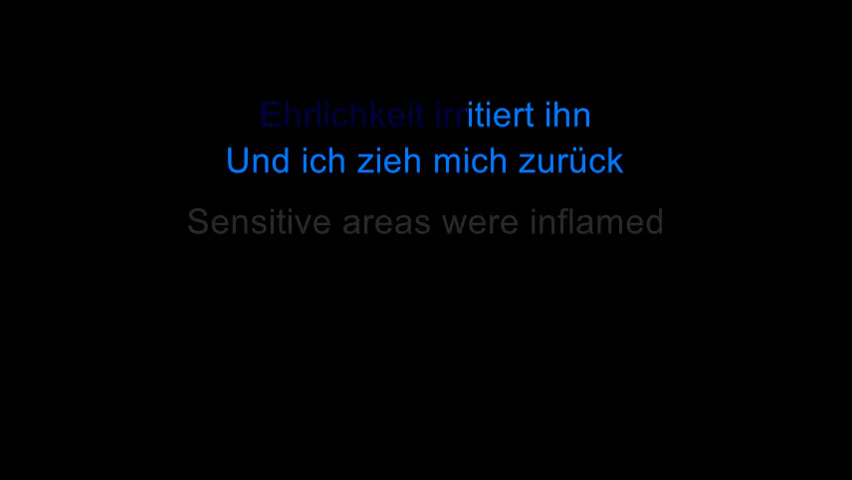 Ehrlichkeit irritiert ihn
Und ich zieh mich zurück
Sensitive areas were inflamed